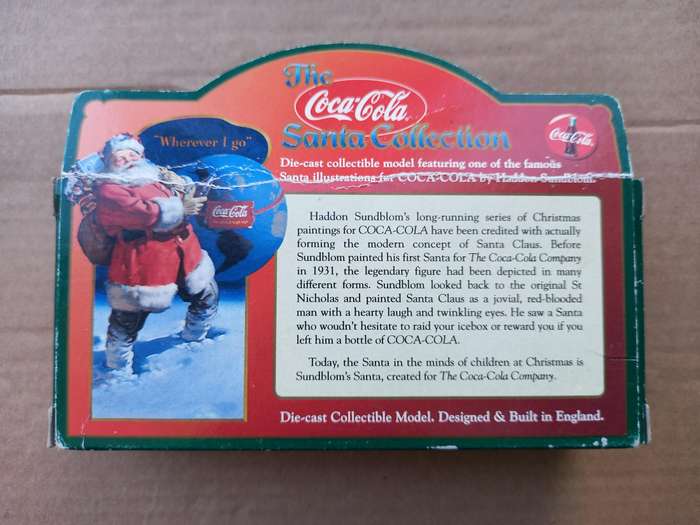 The
Coca-Cola
Santa Collection
Coca-Cola
"Wherever I go"
Die-cast collectible model featuring one of the famous
Santa illustrations for COCA-COLA by Haddon Sundblom.
Coca-Cola
Haddon Sundblom's long-running series of Christmas
paintings for COCA-COLA have been credited with actually
forming the modern concept of Santa Claus. Before
Sundblom painted his first Santa for The Coca-Cola Company
in 1931, the legendary figure had been depicted in many
different forms. Sundblom looked back to the original St
Nicholas and painted Santa Claus as a jovial, red-blooded
man with a hearty laugh and twinkling eyes. He saw a Santa
who woudn't hesitate to raid your icebox or reward you if you
left him a bottle of COCA-COLA.
Today, the Santa in the minds of children at Christmas is
Sundblom's Santa, created for The Coca-Cola Company.
Die-cast Collectible Model. Designed & Built in England.